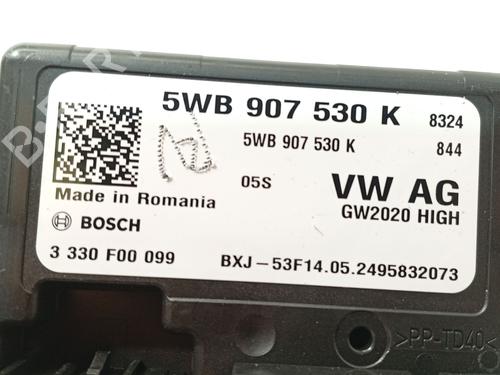 5WB 907 530 K 8324
5WB 907 530 K 844
05S VW AG
Made in Romania GW2020 HIGH
BOSCH
3 330 F00 099 BXJ-53F14.05.2495832073
>PP-TD40<